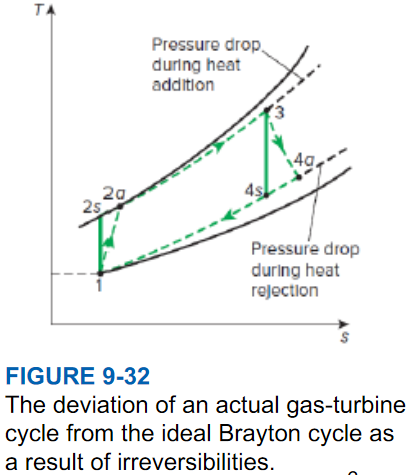 T
Pressure drop
during heat
addition
3
4a
2a
2s
4s
1
Pressure drop
during heat
rejection
s
FIGURE 9-32
The deviation of an actual gas-turbine
cycle from the ideal Brayton cycle as
a result of irreversibilities.